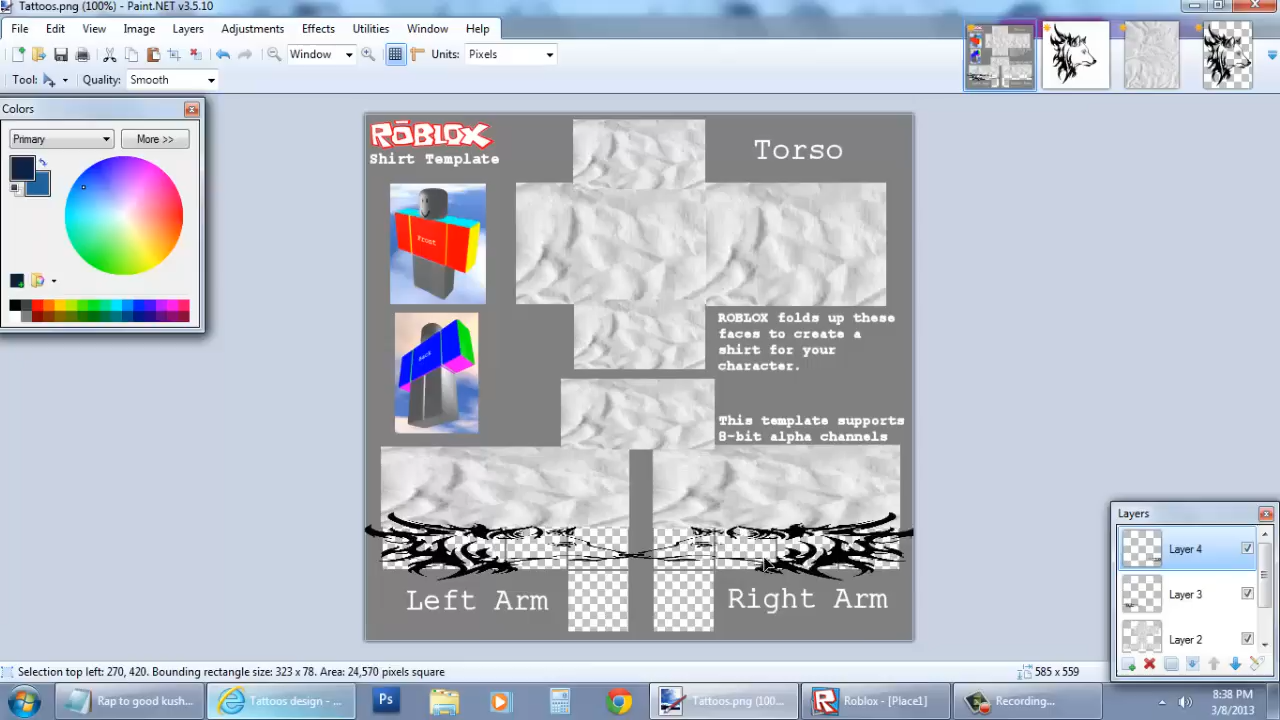 Tattoos.png (100%) - Paint.NET v3.5.10
File Edit View Image Layers Adjustments Effects Utilities Window Help
Window Units: Pixels
Tool: Quality: Smooth
Colors
Primary More >>
ROBLOX
Shirt Template
Torso
Front
Back
ROBLOX folds up these
faces to create a
shirt for your
character.
This template supports
8-bit alpha channels
Left Arm
Right Arm
Layers
Layer 4
Layer 3
Layer 2
Selection top left: 270, 420. Bounding rectangle size: 323 x 78. Area: 24,570 pixels square
585 x 559
Rap to good kush...
Tattoos design - ...
Ps
Tattoos.png (100...
Roblox - [Place1]
Recording...
8:38 PM
3/8/2013